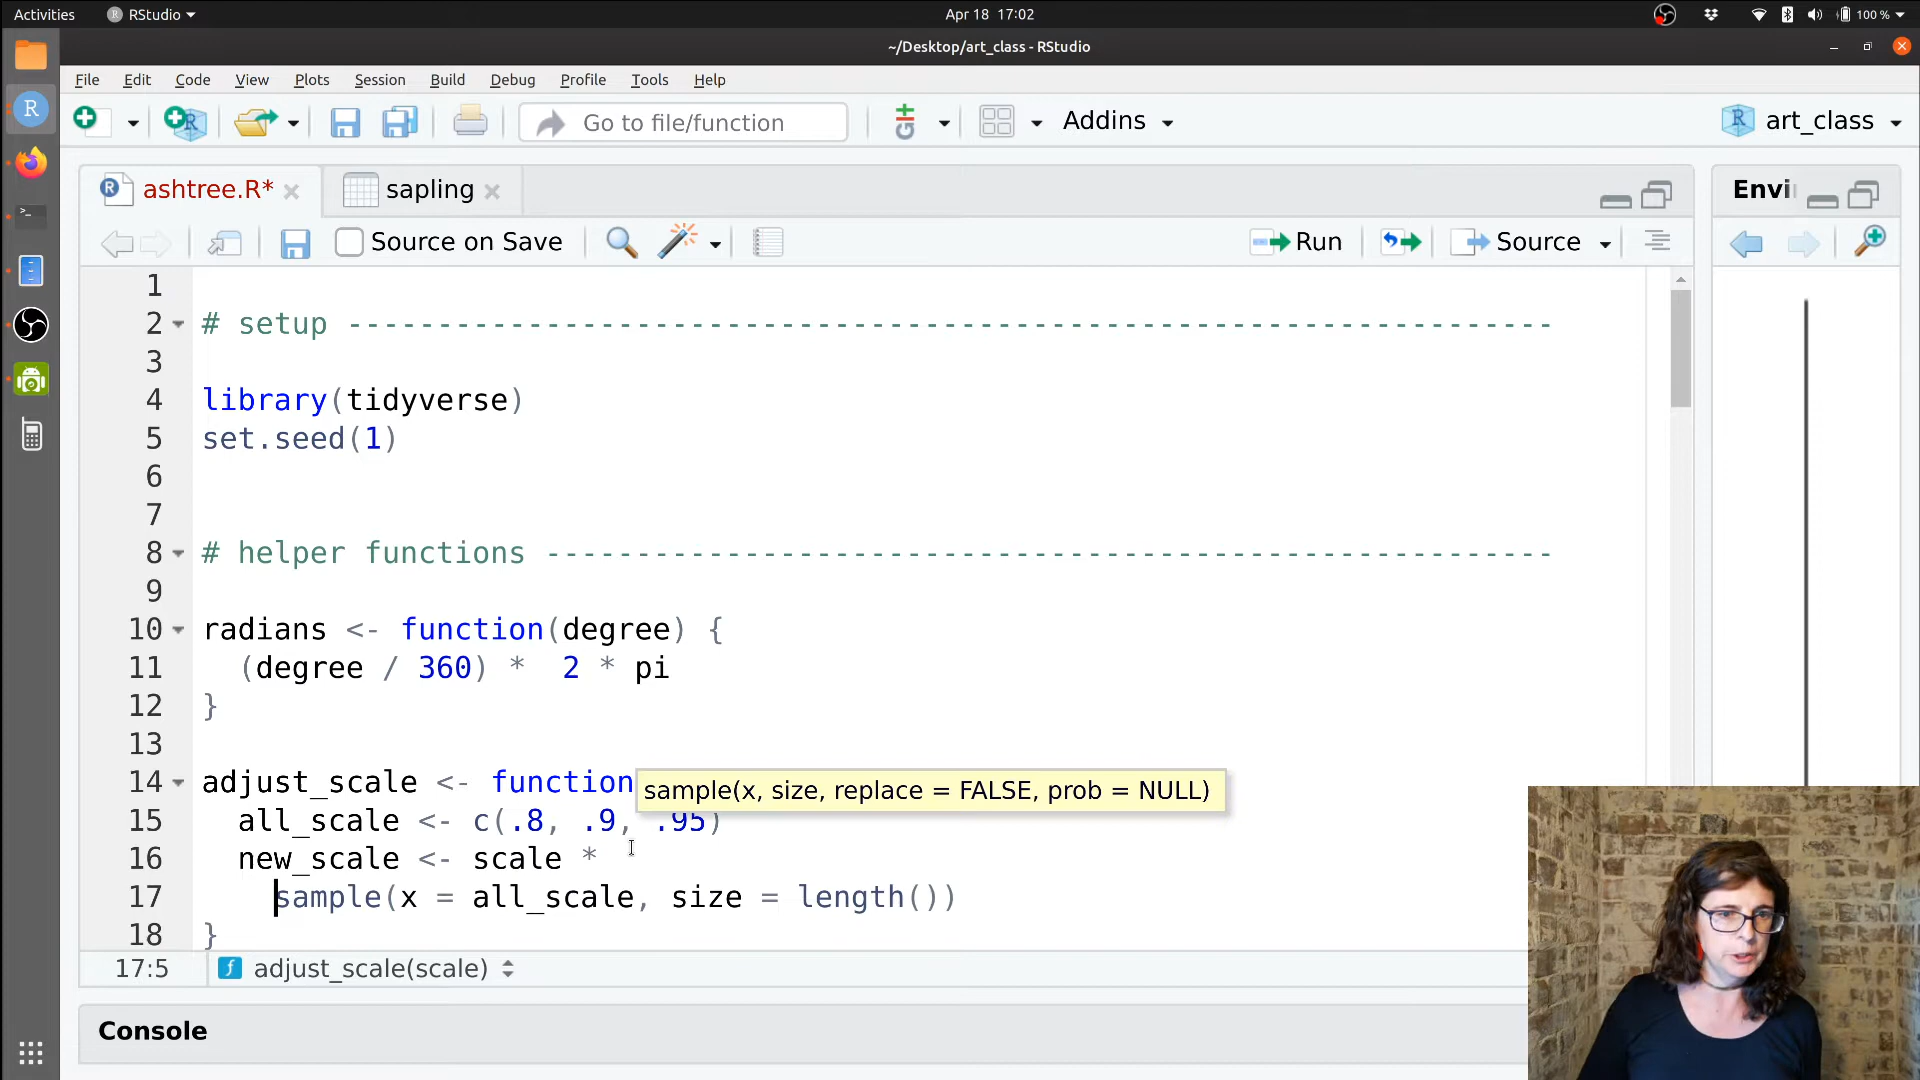 Activities RStudio Apr 18 17:02 100 %
~/Desktop/art_class - RStudio
File Edit Code View Plots Session Build Debug Profile Tools Help
Go to file/function Addins art_class
ashtree.R* sapling
Envi
Source on Save Run Source
1
2 # setup -------------------------------------------------------------------
3
4 library(tidyverse)
5 set.seed(1)
6
7
8 # helper functions --------------------------------------------------------
9
10 radians <- function(degree) {
11 (degree / 360) *  2 * pi
12 }
13
14 adjust_scale <- function
sample(x, size, replace = FALSE, prob = NULL)
15 all_scale <- c(.8, .9, .95)
16 new_scale <- scale *
17 sample(x = all_scale, size = length())
18 }
17:5 adjust_scale(scale)
Console